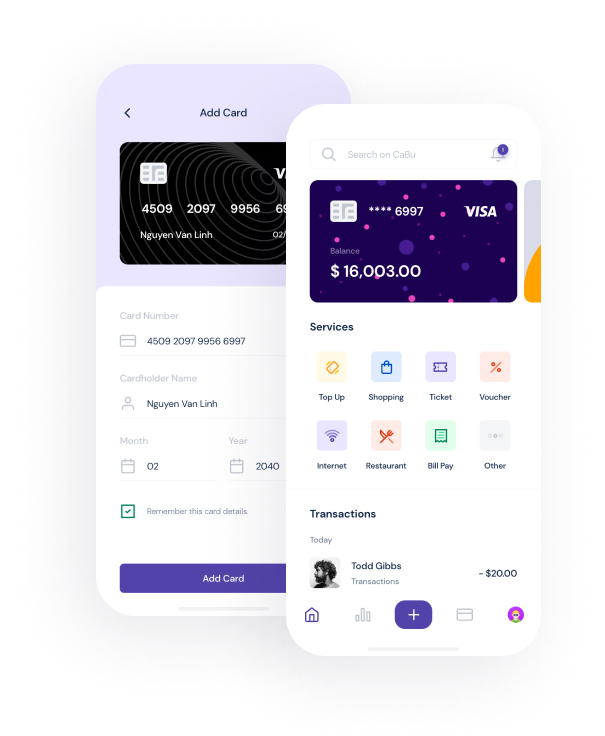 Add Card
4509 2097 9956 69
Nguyen Van Linh 02/
Card Number
4509 2097 9956 6997
Cardholder Name
Nguyen Van Linh
Month Year
02 2040
Remember this card details.
Add Card
Search on CaBu
1
**** 6997 VISA
Balance
$ 16,003.00
Services
Top Up Shopping Ticket Voucher
Internet Restaurant Bill Pay Other
Transactions
Today
Todd Gibbs
Transactions
- $20.00